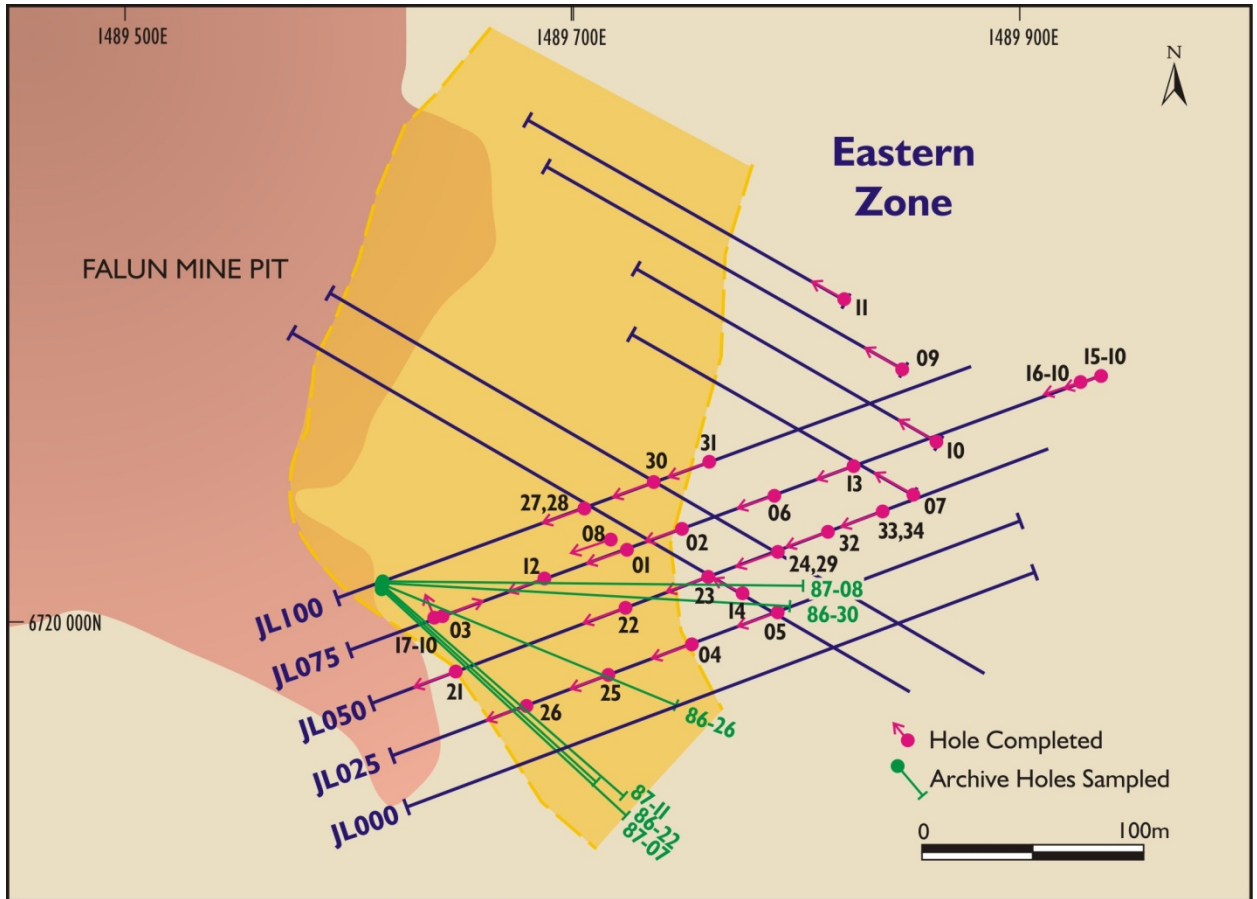 1489 500E
1489 700E
1489 900E
N
Eastern
Zone
FALUN MINE PIT
11
09
15-10
16-10
31
10
30
13
27,28
06
07
08
02
33,34
01
32
12
24,29
87-08
23
14
86-30
6720 000N
JL100
03
22
05
17-10
04
JL075
21
25
86-26
JL050
26
Hole Completed
JL025
Archive Holes Sampled
87-11
86-22
87-07
JL000
0
100m